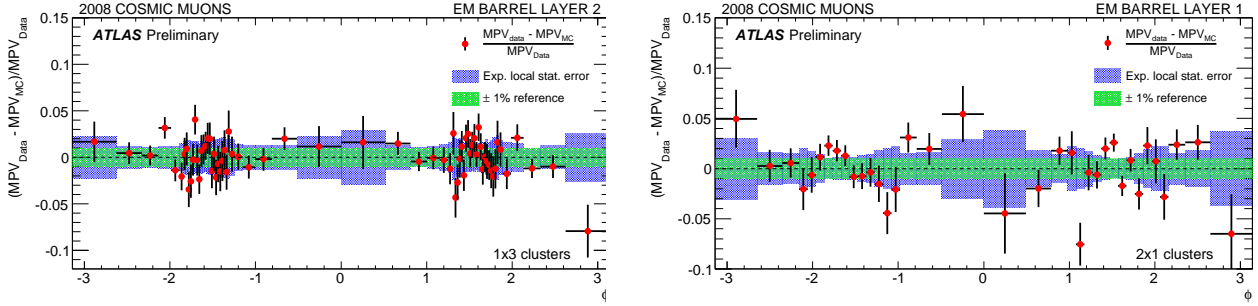 2008 COSMIC MUONS EM BARREL LAYER 2
ATLAS Preliminary
MPV_data - MPV_MC
MPV_Data
Exp. local stat. error
± 1% reference
(MPV_Data - MPV_MC)/MPV_Data
0.15
0.1
0.05
0
-0.05
-0.1
1x3 clusters
-3 -2 -1 0 1 2 3
ϕ
2008 COSMIC MUONS EM BARREL LAYER 1
ATLAS Preliminary
MPV_data - MPV_MC
MPV_Data
Exp. local stat. error
± 1% reference
(MPV_Data - MPV_MC)/MPV_Data
0.15
0.1
0.05
0
-0.05
-0.1
2x1 clusters
-3 -2 -1 0 1 2 3
ϕ